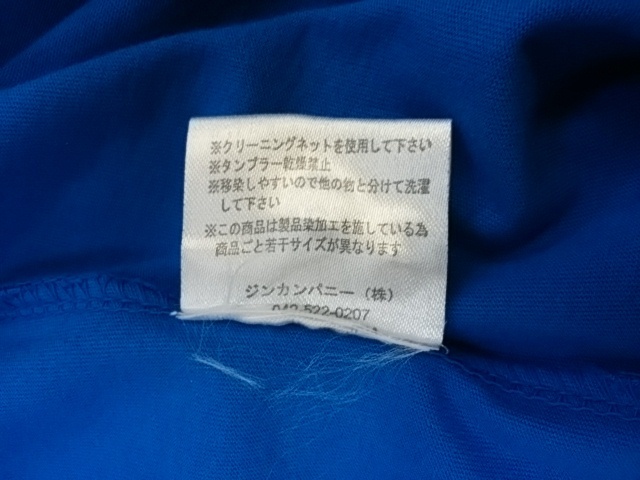 ※クリーニングネットを使用して下さい
※タンブラー乾燥禁止
※移染しやすいので他の物と分けて洗濯
して下さい
※この商品は製品染加工を施している為
商品ごと若干サイズが異なります
ジンカンパニー（株）
042-522-0207